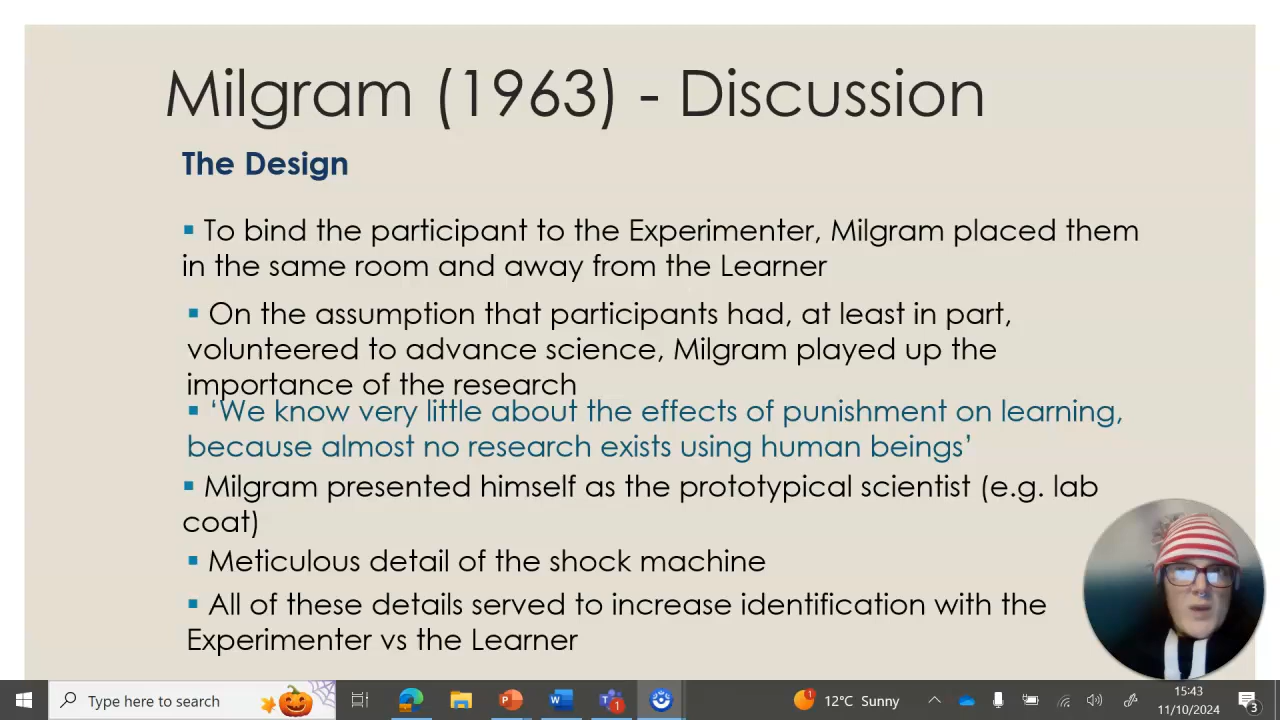 Milgram (1963) - Discussion
The Design
▪ To bind the participant to the Experimenter, Milgram placed them
in the same room and away from the Learner
▪ On the assumption that participants had, at least in part,
volunteered to advance science, Milgram played up the
importance of the research
▪ ‘We know very little about the effects of punishment on learning,
because almost no research exists using human beings’
▪ Milgram presented himself as the prototypical scientist (e.g. lab
coat)
▪ Meticulous detail of the shock machine
▪ All of these details served to increase identification with the
Experimenter vs the Learner
Type here to search
1
1
12°C Sunny
15:43
11/10/2024
3